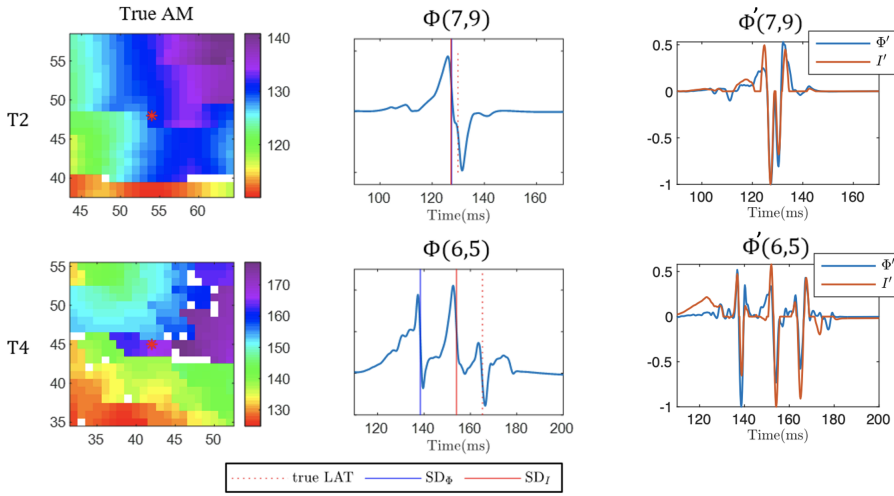 True AM
Φ(7,9)
Φ′(7,9)
T2
55
50
45
40
45 50 55 60
140
130
120
110
100 120 140 160
Time(ms)
0.5
0
-0.5
-1
100 120 140 160
Time(ms)
Φ′
I′
Φ(6,5)
Φ′(6,5)
T4
55
50
45
40
35
35 40 45 50
170
160
150
140
130
120 140 160 180 200
Time(ms)
0.5
0
-0.5
-1
120 140 160 180 200
Time(ms)
Φ′
I′
true LAT SD_Φ SD_I